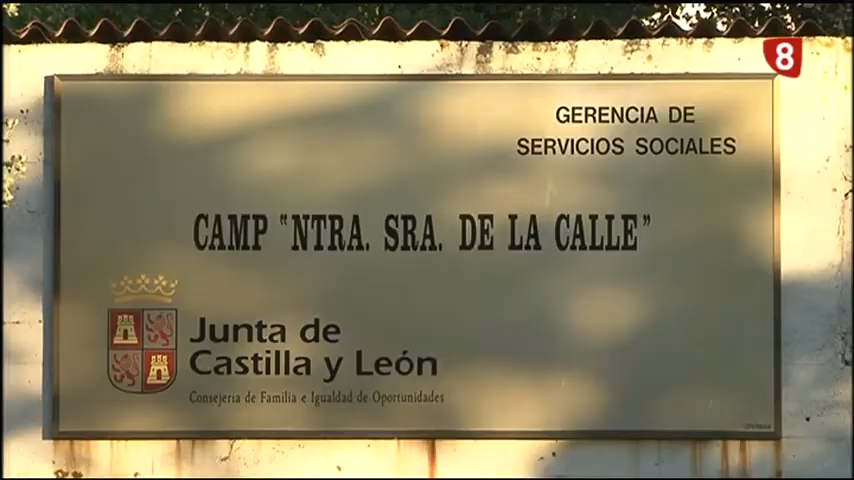 8
GERENCIA DE
SERVICIOS SOCIALES
CAMP "NTRA. SRA. DE LA CALLE"
Junta de
Castilla y León
Consejería de Familia e Igualdad de Oportunidades